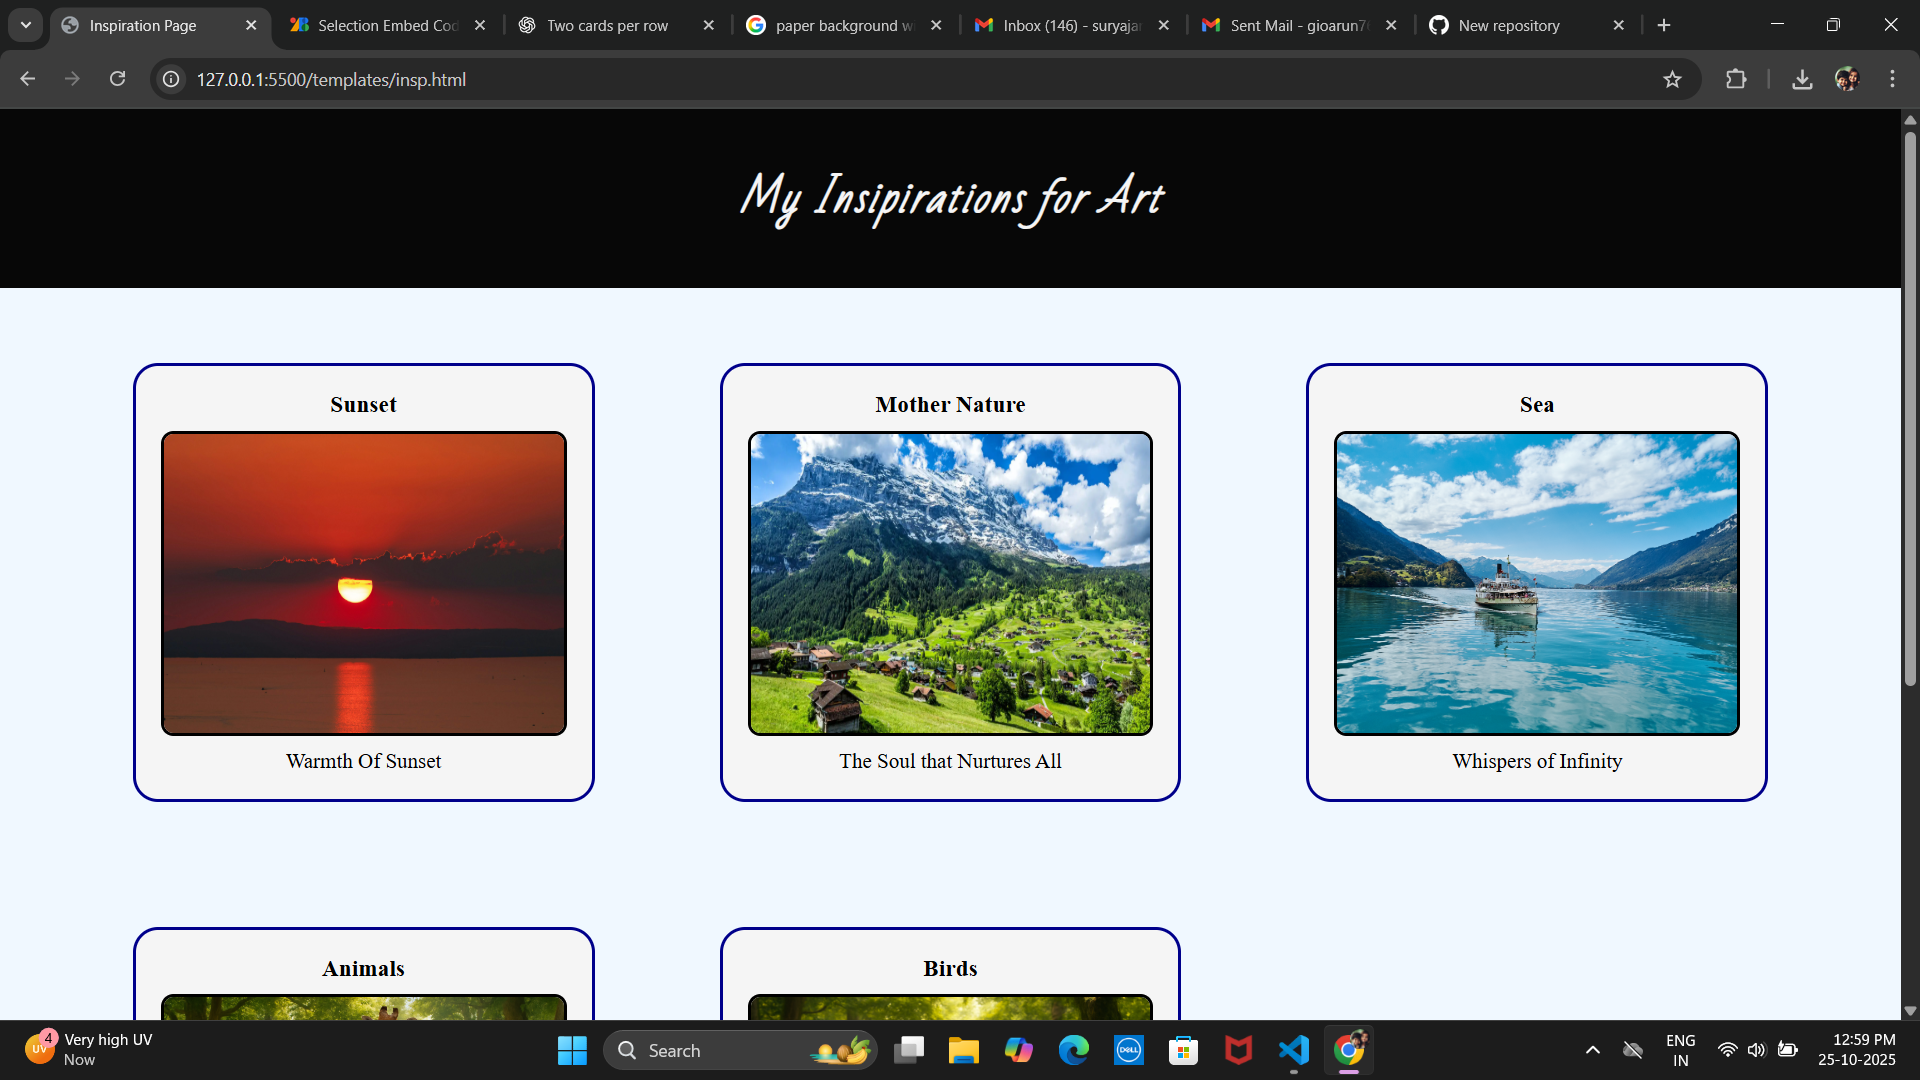 Inspiration Page
Selection Embed Cod
Two cards per row
paper background w
Inbox (146) - suryaja
Sent Mail - gioarun76
New repository
127.0.0.1:5500/templates/insp.html
My Insipirations for Art
Sunset
Mother Nature
Sea
Warmth Of Sunset
The Soul that Nurtures All
Whispers of Infinity
Animals
Birds
UV
4
Very high UV
Now
Search
DELL
ENG
IN
12:59 PM
25-10-2025